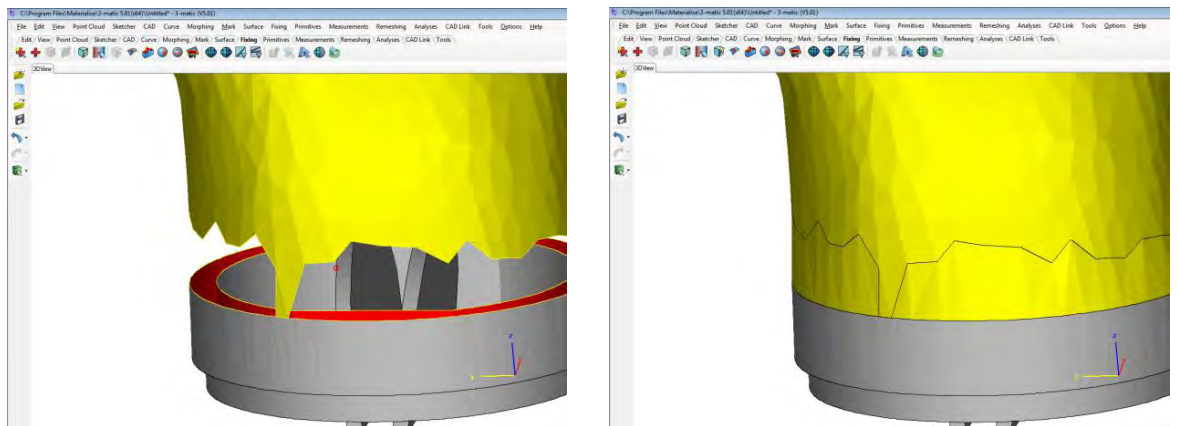 C:\Program Files\Materialise\3-matic 5.01 (x64)\Untitled* - 3-matic (V5.01)
File Edit View Point Cloud Sketcher CAD Curve Morphing Mark Surface Fixing Primitives Measurements Remeshing Analyses CAD Link Tools Options Help
Edit View Point Cloud Sketcher CAD Curve Morphing Mark Surface Fixing Primitives Measurements Remeshing Analyses CAD Link Tools
3D View
z
C:\Program Files\Materialise\3-matic 5.01 (x64)\Untitled* - 3-matic (V5.01)
File Edit View Point Cloud Sketcher CAD Curve Morphing Mark Surface Fixing Primitives Measurements Remeshing Analyses CAD Link Tools Options Help
Edit View Point Cloud Sketcher CAD Curve Morphing Mark Surface Fixing Primitives Measurements Remeshing Analyses CAD Link Tools
3D View
z